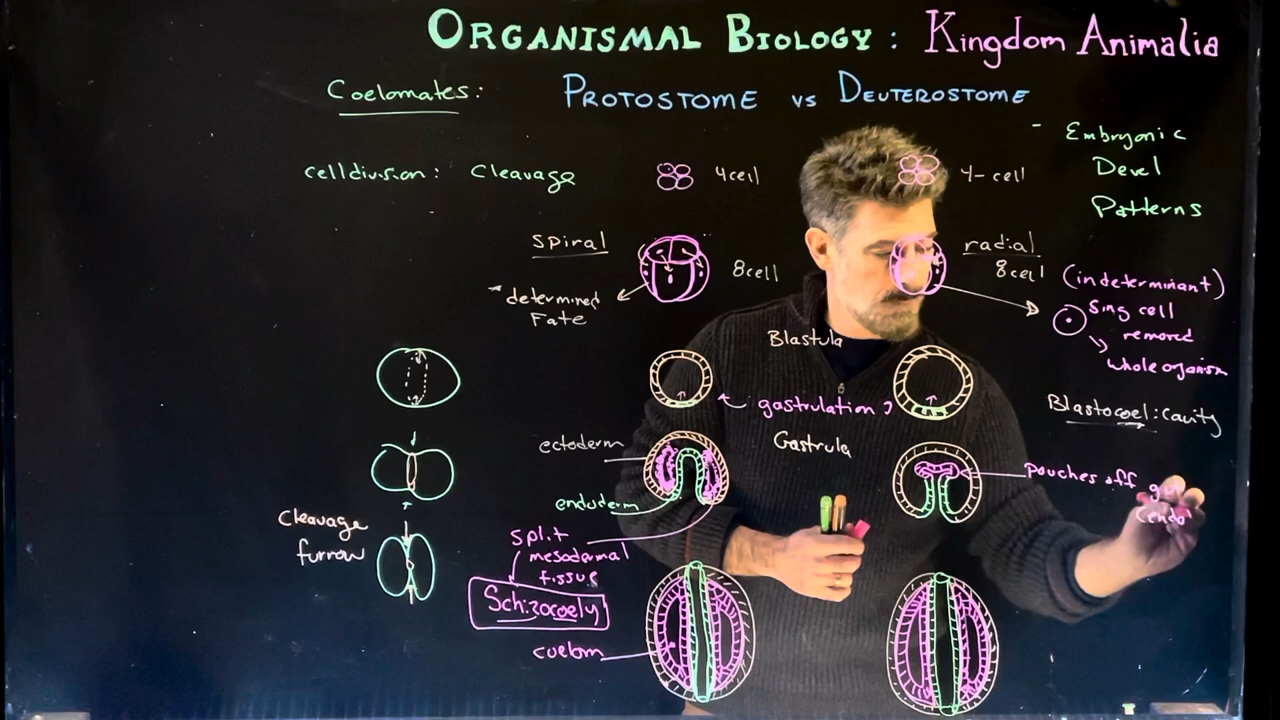 ORGANISMAL BIOLOGY: Kingdom Animalia
Coelomates: PROTOSTOME vs DEUTEROSTOME
- Embryonic
Devel
Patterns
celldivision: Cleavage
4cell
4-cell
spiral
8cell
radial
8cell
"determined
Fate
(indeterminant)
Sing cell
removed
whole organism
Blastula
gastrulation
Blastocoel: cavity
Gastrula
ectoderm
endoderm
pouches off
(endo
Cleavage
furrow
split
mesodermal
tissue
Schizocoely
coelom